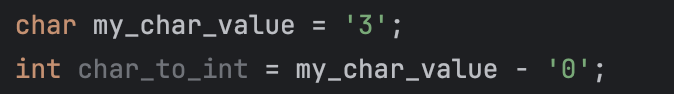 char my_char_value = '3';
int char_to_int = my_char_value - '0';